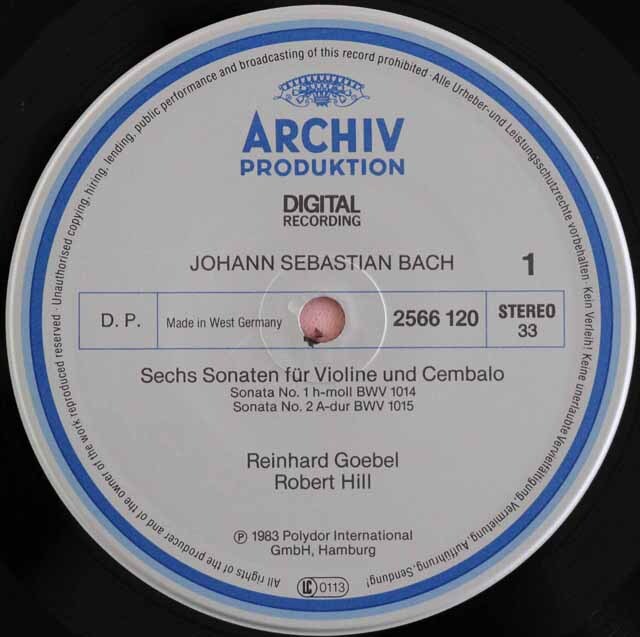 All rights of the producer and of the owner of the work reproduced reserved · Unauthorised copying, hiring, lending, public performance and broadcasting of this record prohibited · Alle Urheber- und Leistungsschutzrechte vorbehalten · Kein Verleih! Keine unerlaubte Vervielfältigung, Vermietung, Aufführung, Sendung!
ARCHIV
PRODUKTION
DIGITAL
RECORDING
JOHANN SEBASTIAN BACH 1
D. P. Made in West Germany 2566 120 STEREO
33
Sechs Sonaten für Violine und Cembalo
Sonata No. 1 h-moll BWV 1014
Sonata No. 2 A-dur BWV 1015
Reinhard Goebel
Robert Hill
℗ 1983 Polydor International
GmbH, Hamburg
LC 0113